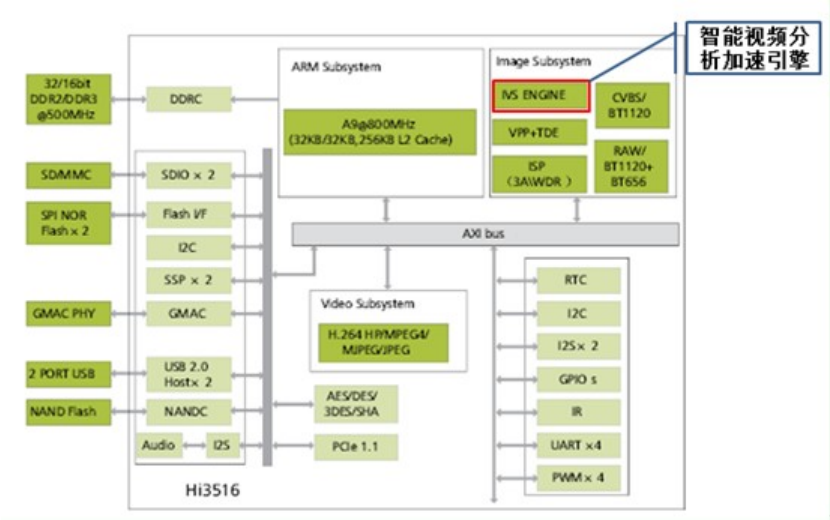 智能视频分
析加速引擎
32/16bit
DDR2/DDR3
@500MHz
DDRC
ARM Subsystem
A9@800MHz
(32KB/32KB,256KB L2 Cache)
Image Subsystem
IVS ENGINE
CVBS/
BT1120
VPP+TDE
ISP
(3A\WDR )
RAW/
BT1120+
BT656
SD/MMC
SDIO × 2
SPI NOR
Flash × 2
Flash I/F
I2C
SSP × 2
GMAC PHY
GMAC
2 PORT USB
USB 2.0
Host× 2
NAND Flash
NANDC
Audio
I2S
AXI bus
Video Subsystem
H.264 HP/MPEG4/
MJPEG/JPEG
AES/DES/
3DES/SHA
PCIe 1.1
RTC
I2C
I2S× 2
GPIO s
IR
UART ×4
PWM× 4
Hi3516